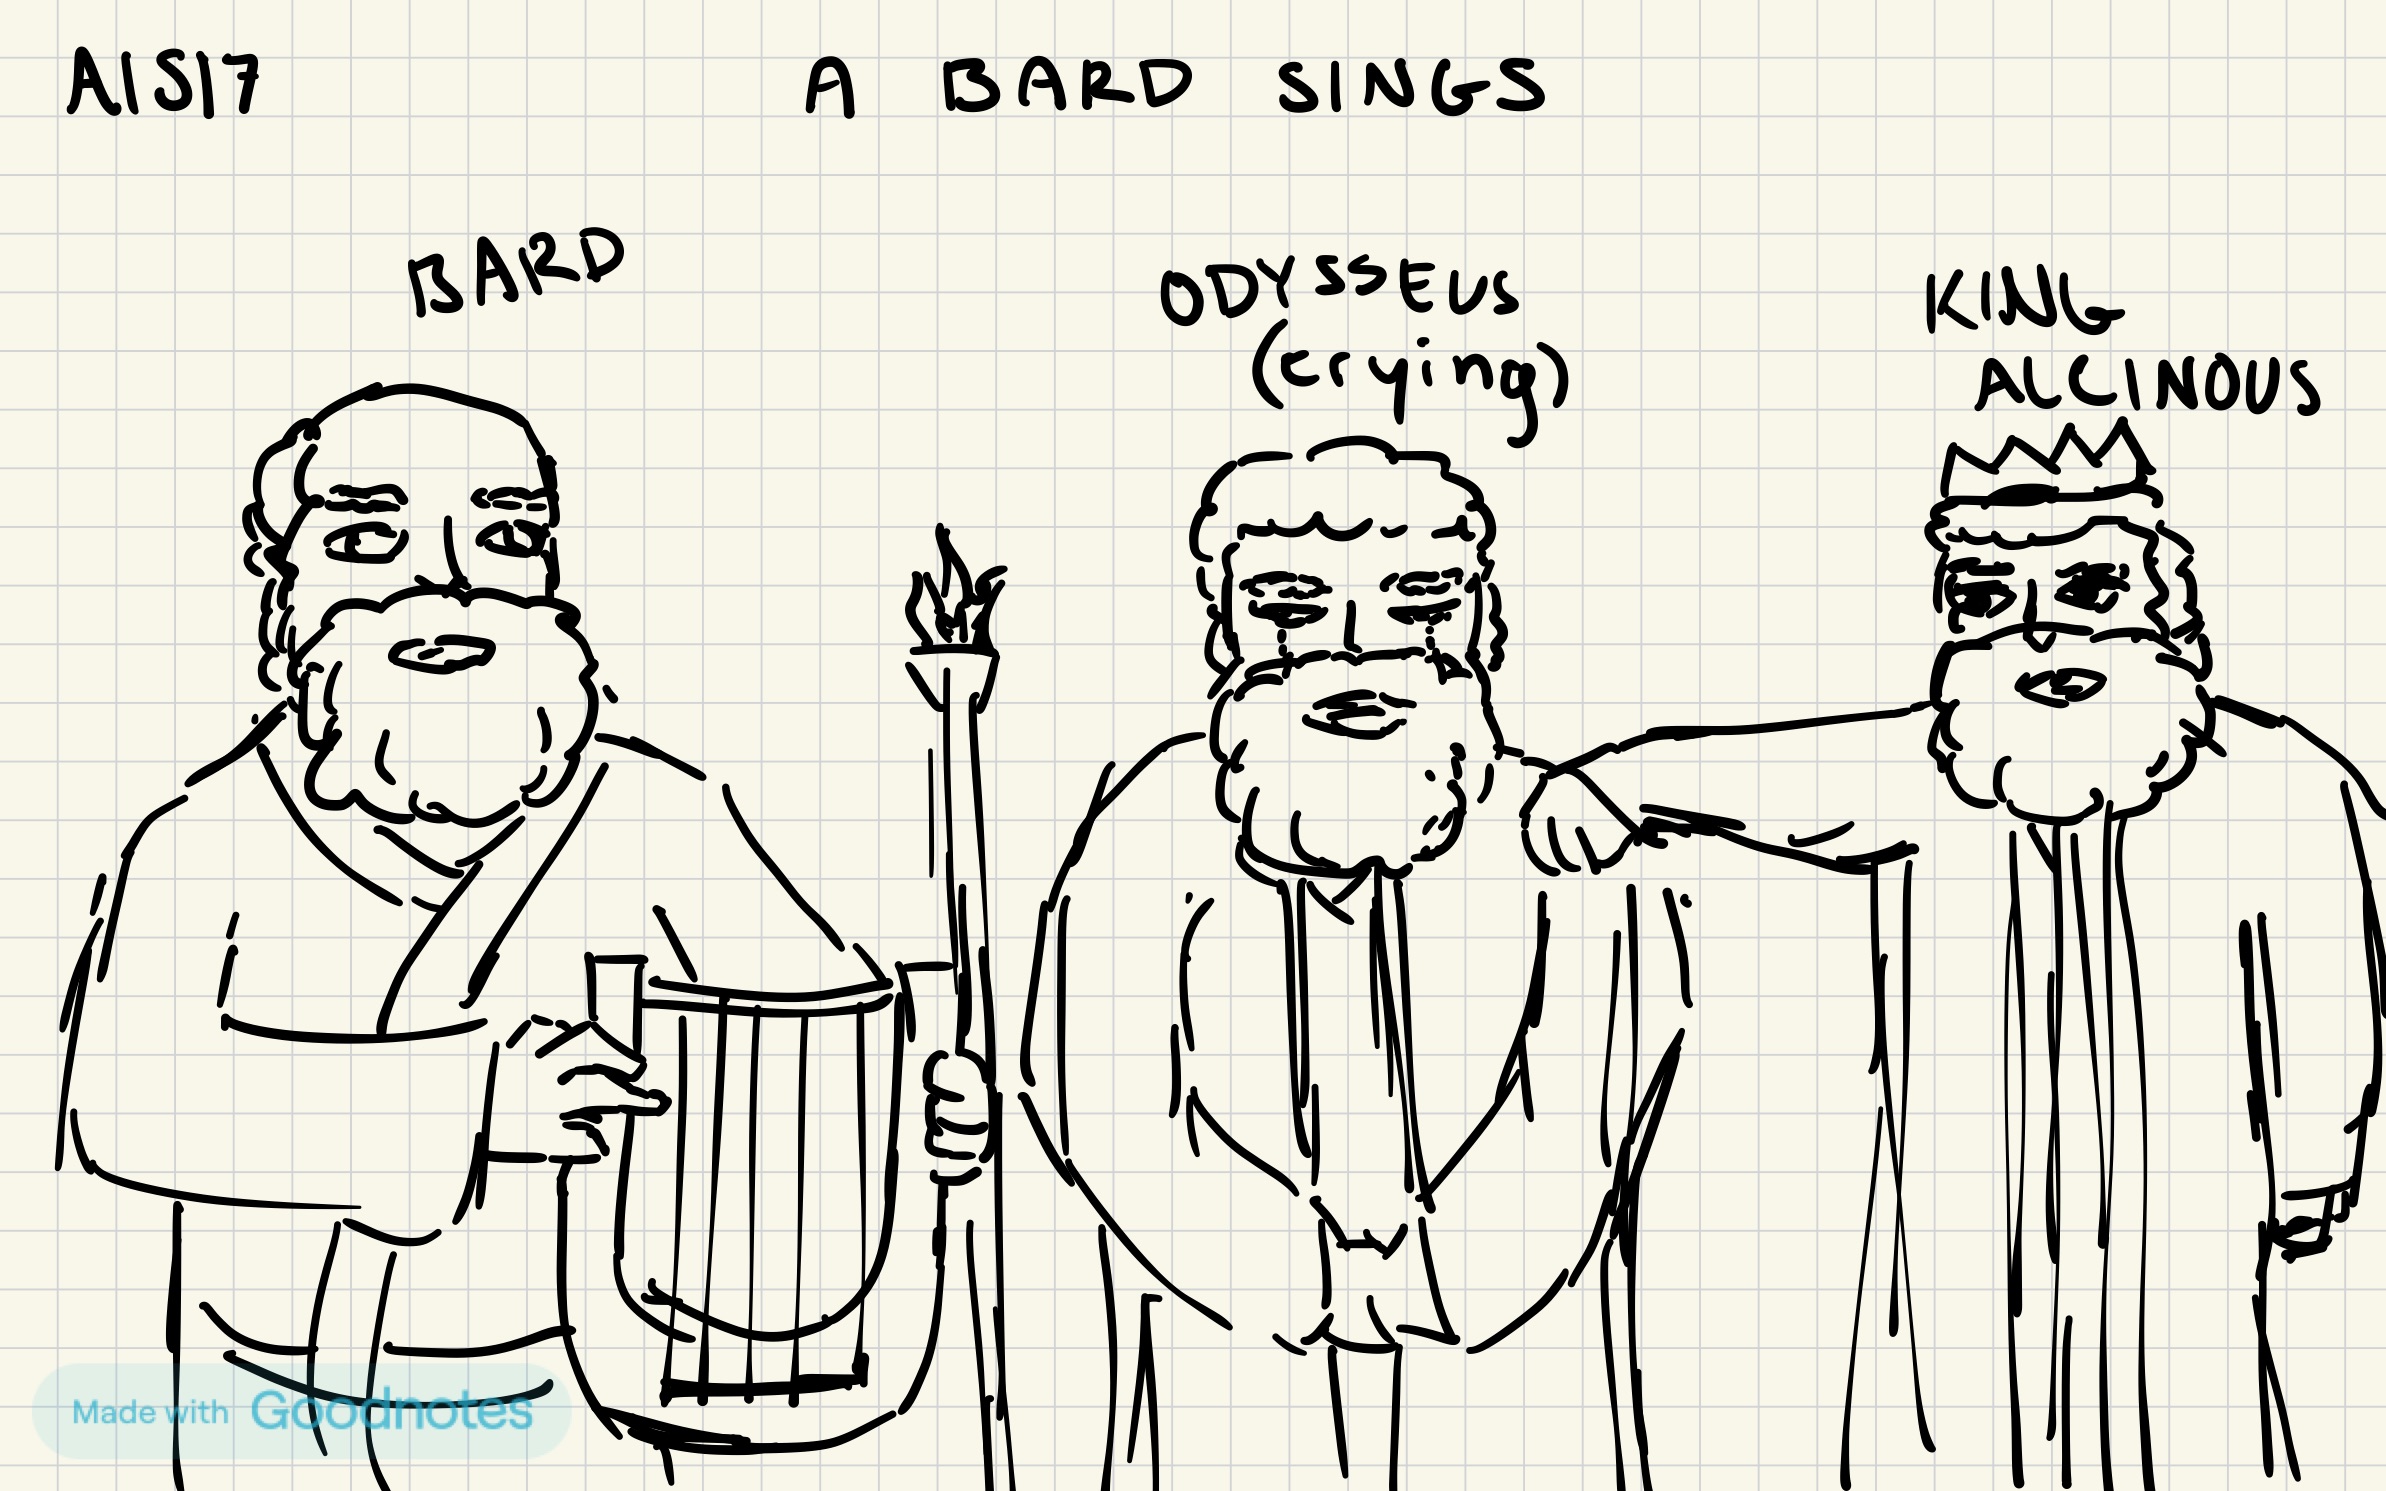 A1S17
A BARD SINGS
BARD
ODYSSEUS
(crying)
KING
ALCINOUS
Made with Goodnotes